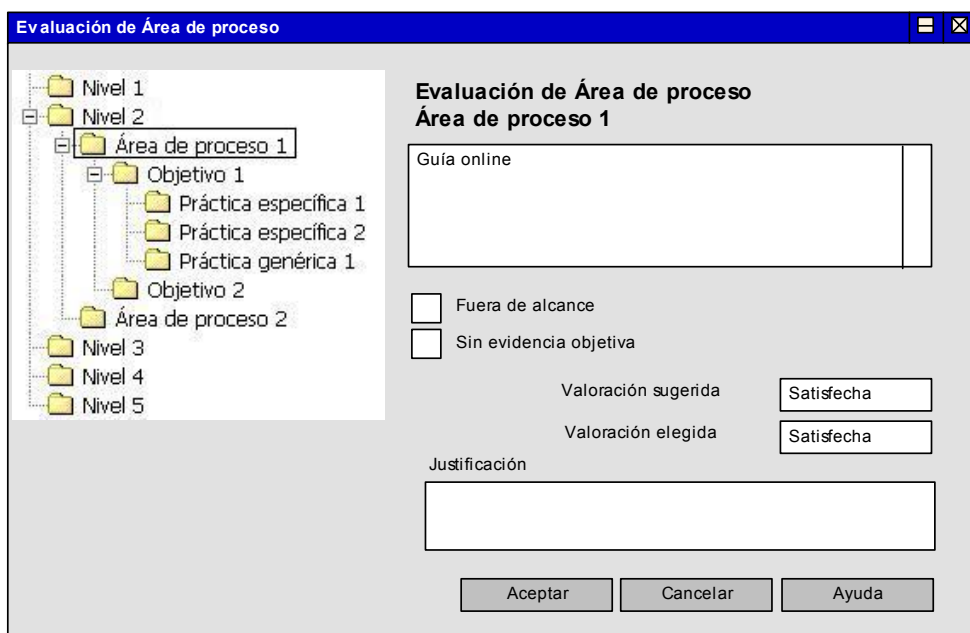 Evaluación de Área de proceso
Nivel 1
Nivel 2
Área de proceso 1
Objetivo 1
Práctica específica 1
Práctica específica 2
Práctica genérica 1
Objetivo 2
Área de proceso 2
Nivel 3
Nivel 4
Nivel 5
Evaluación de Área de proceso
Área de proceso 1
Guía online
Fuera de alcance
Sin evidencia objetiva
Valoración sugerida Satisfecha
Valoración elegida Satisfecha
Justificación
Aceptar Cancelar Ayuda